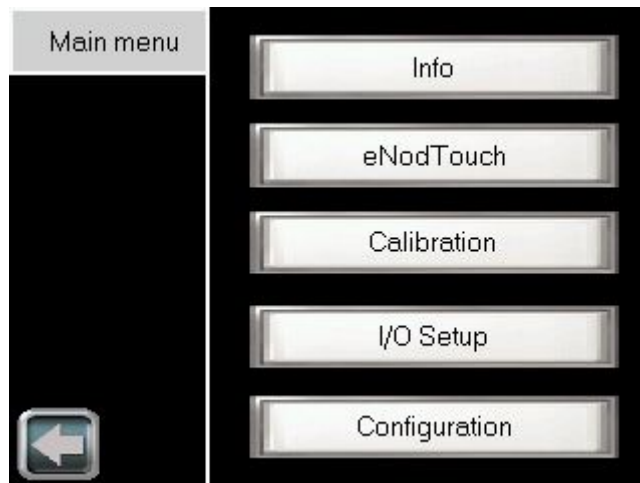 Main menu
Info
eNodTouch
Calibration
I/O Setup
Configuration